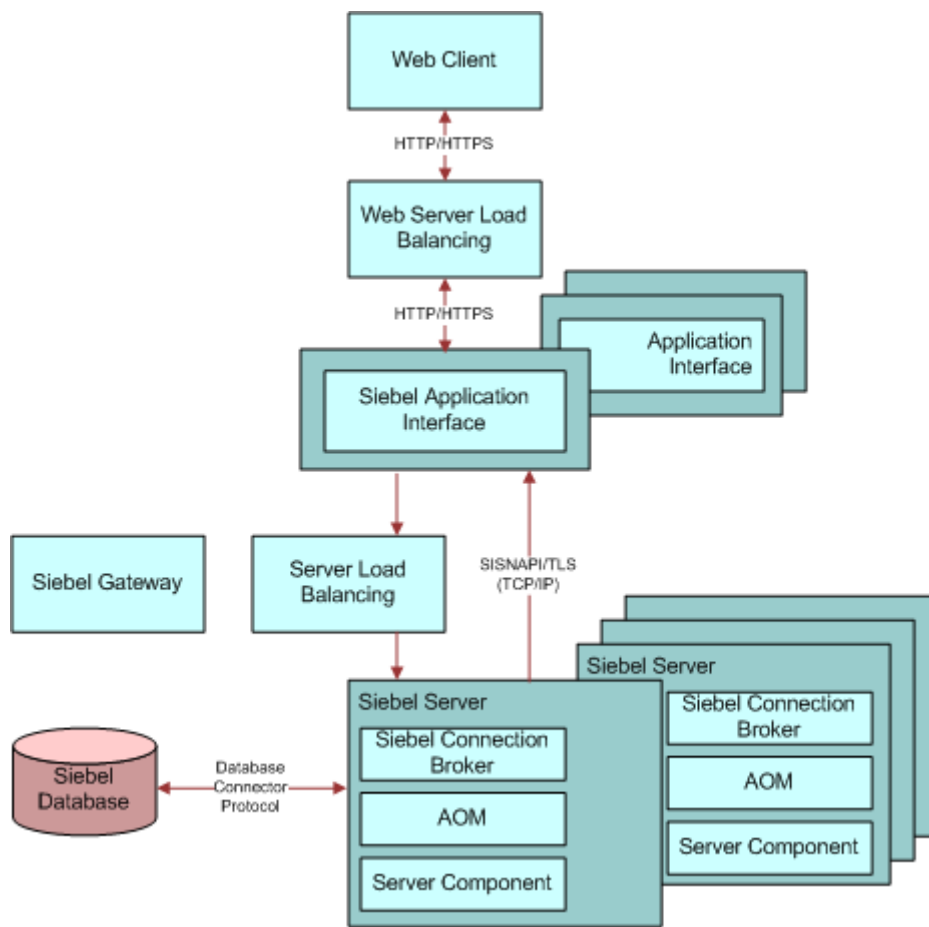 Web Client
HTTP/HTTPS
Web Server Load
Balancing
HTTP/HTTPS
Application
Interface
Siebel Application
Interface
Siebel Gateway
Server Load
Balancing
SISNAPI/TLS
(TCP/IP)
Siebel Server
Siebel Connection
Broker
AOM
Server Component
Siebel Server
Siebel Connection
Broker
AOM
Server Component
Siebel
Database
Database
Connector
Protocol